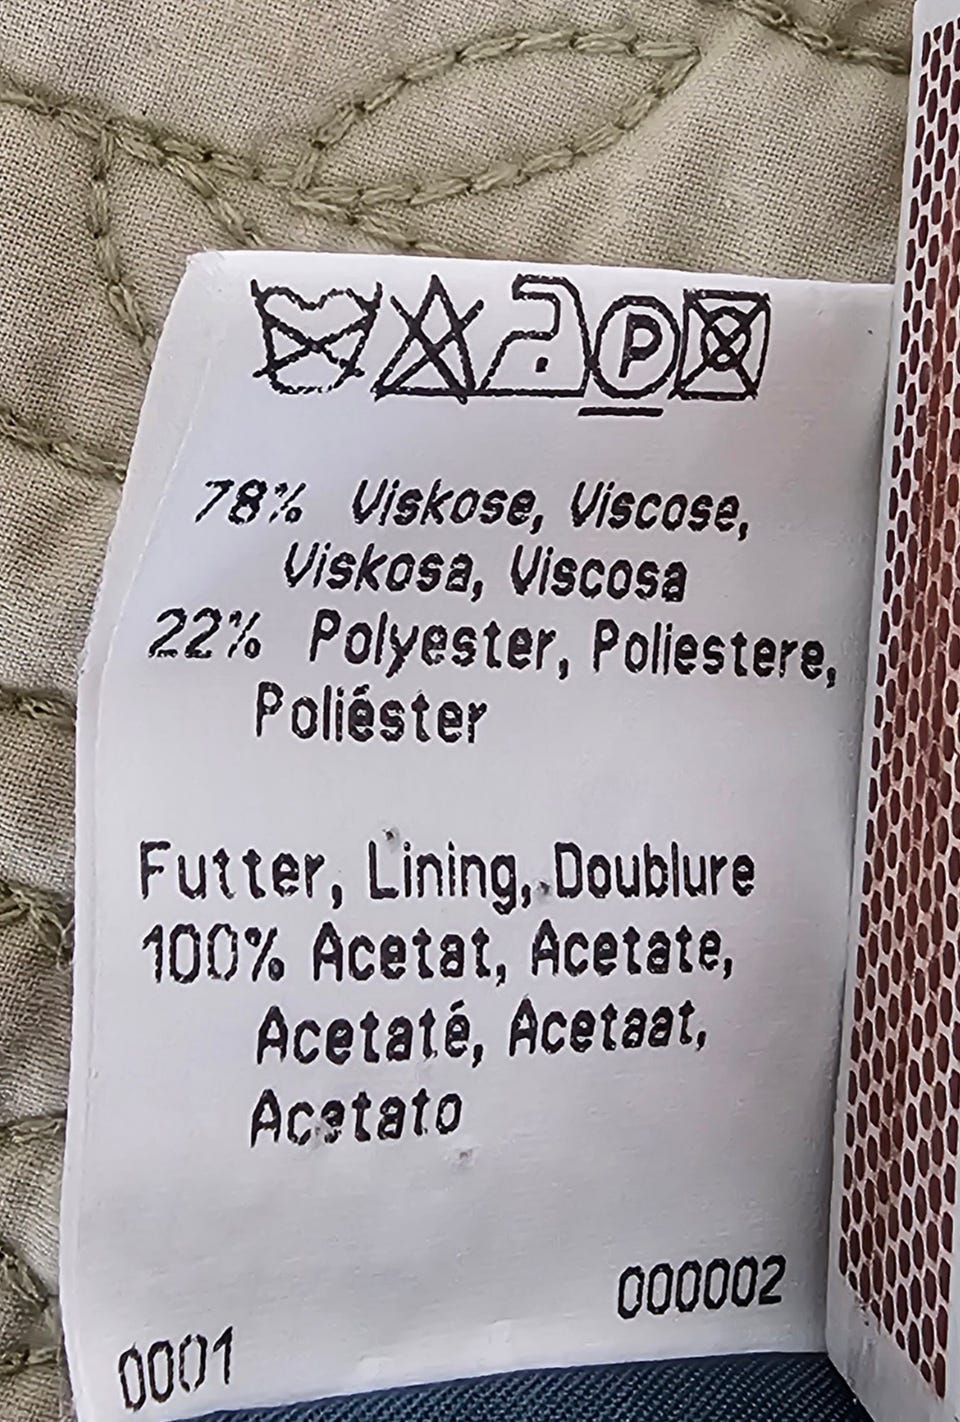 P
78% Viskose, Viscose,
Viskosa, Viscosa
22% Polyester, Poliestere,
Poliéster
Futter, Lining, Doublure
100% Acetat, Acetate,
Acetaté, Acetaat,
Acetato
000002
0001